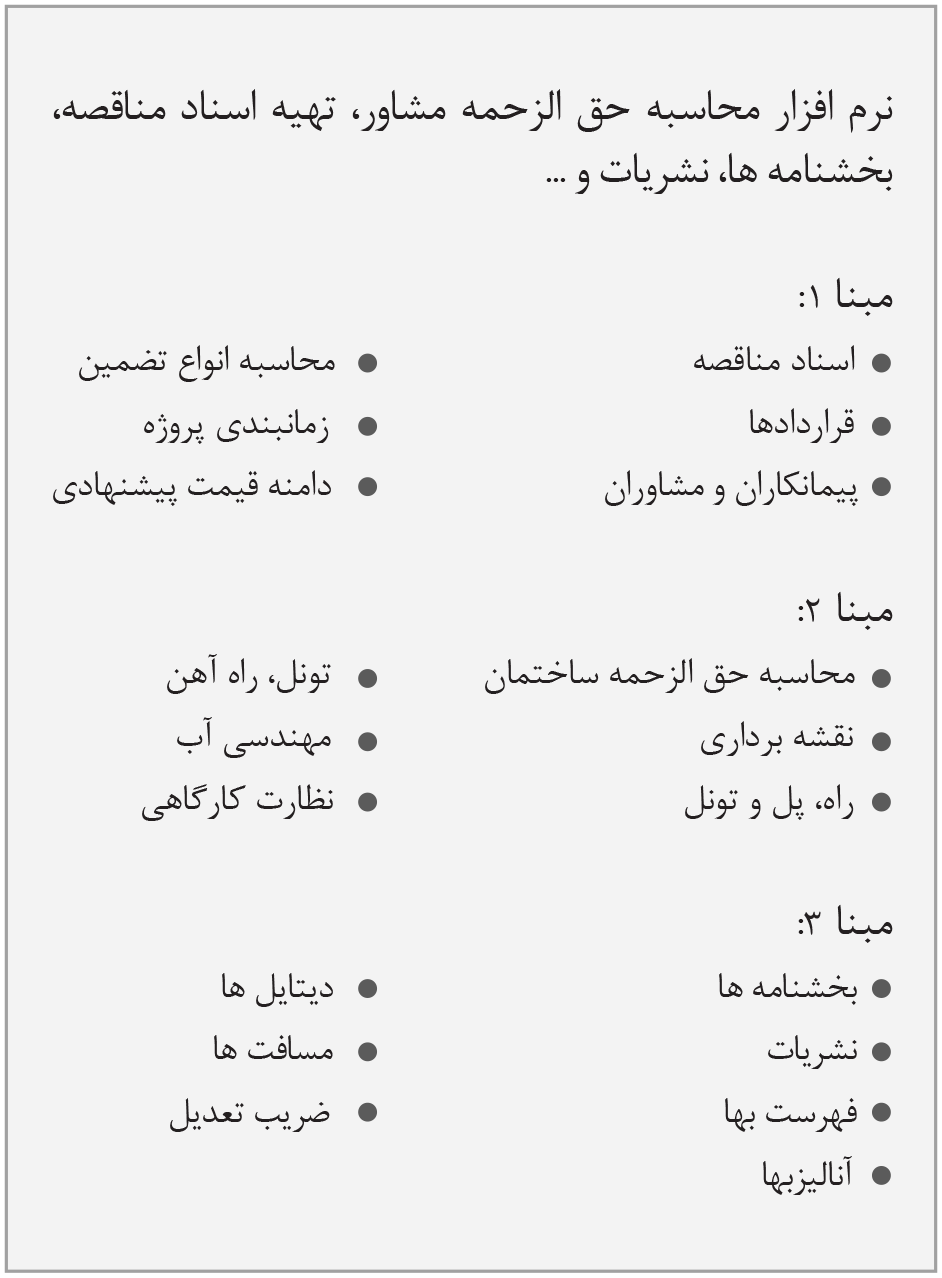 نرم افزار محاسبه حق الزحمه مشاور، تهیه اسناد مناقصه،
بخشنامه ها، نشریات و ...
مبنا ۱:
● اسناد مناقصه
● محاسبه انواع تضمین
● قراردادها
● زمانبندی پروژه
● پیمانکاران و مشاوران
● دامنه قیمت پیشنهادی
مبنا ۲:
● محاسبه حق الزحمه ساختمان
● تونل، راه آهن
● نقشه برداری
● مهندسی آب
● راه، پل و تونل
● نظارت کارگاهی
مبنا ۳:
● بخشنامه ها
● دیتایل ها
● نشریات
● مسافت ها
● فهرست بها
● ضریب تعدیل
● آنالیزبها